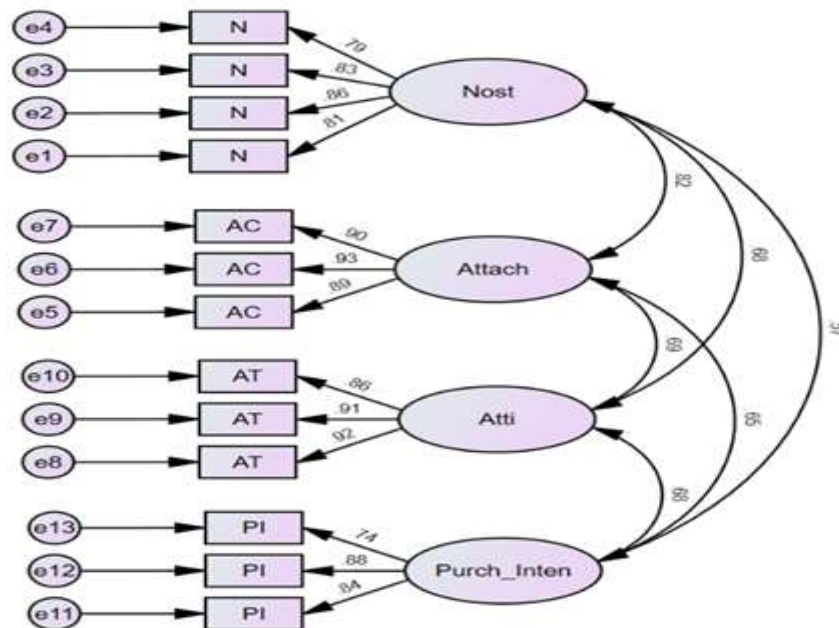 e4 N .79
e3 N .83 Nost
e2 N .86
e1 N .81
.82
e7 AC .90
e6 AC .93 Attach
e5 AC .89
.68
.69
e10 AT .86
e9 AT .91 Atti
e8 AT .92
.65
.68
e13 PI .74
e12 PI .88 Purch_Inten
e11 PI .84